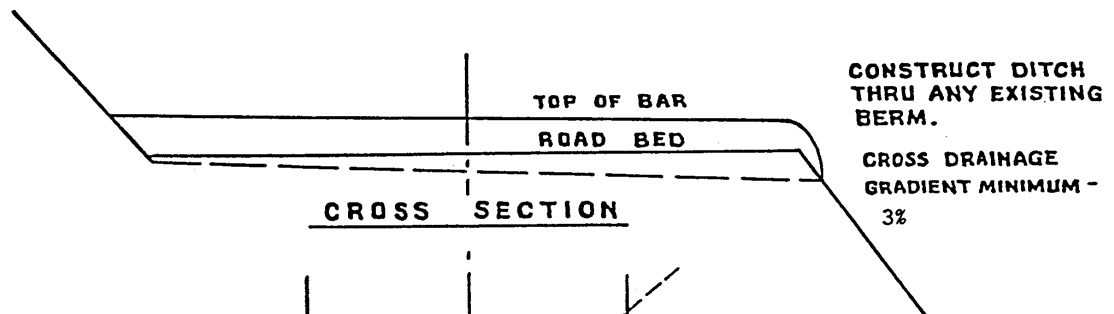 CONSTRUCT DITCH
THRU ANY EXISTING
BERM.
TOP OF BAR
ROAD BED
CROSS DRAINAGE
GRADIENT MINIMUM -
3%
CROSS SECTION